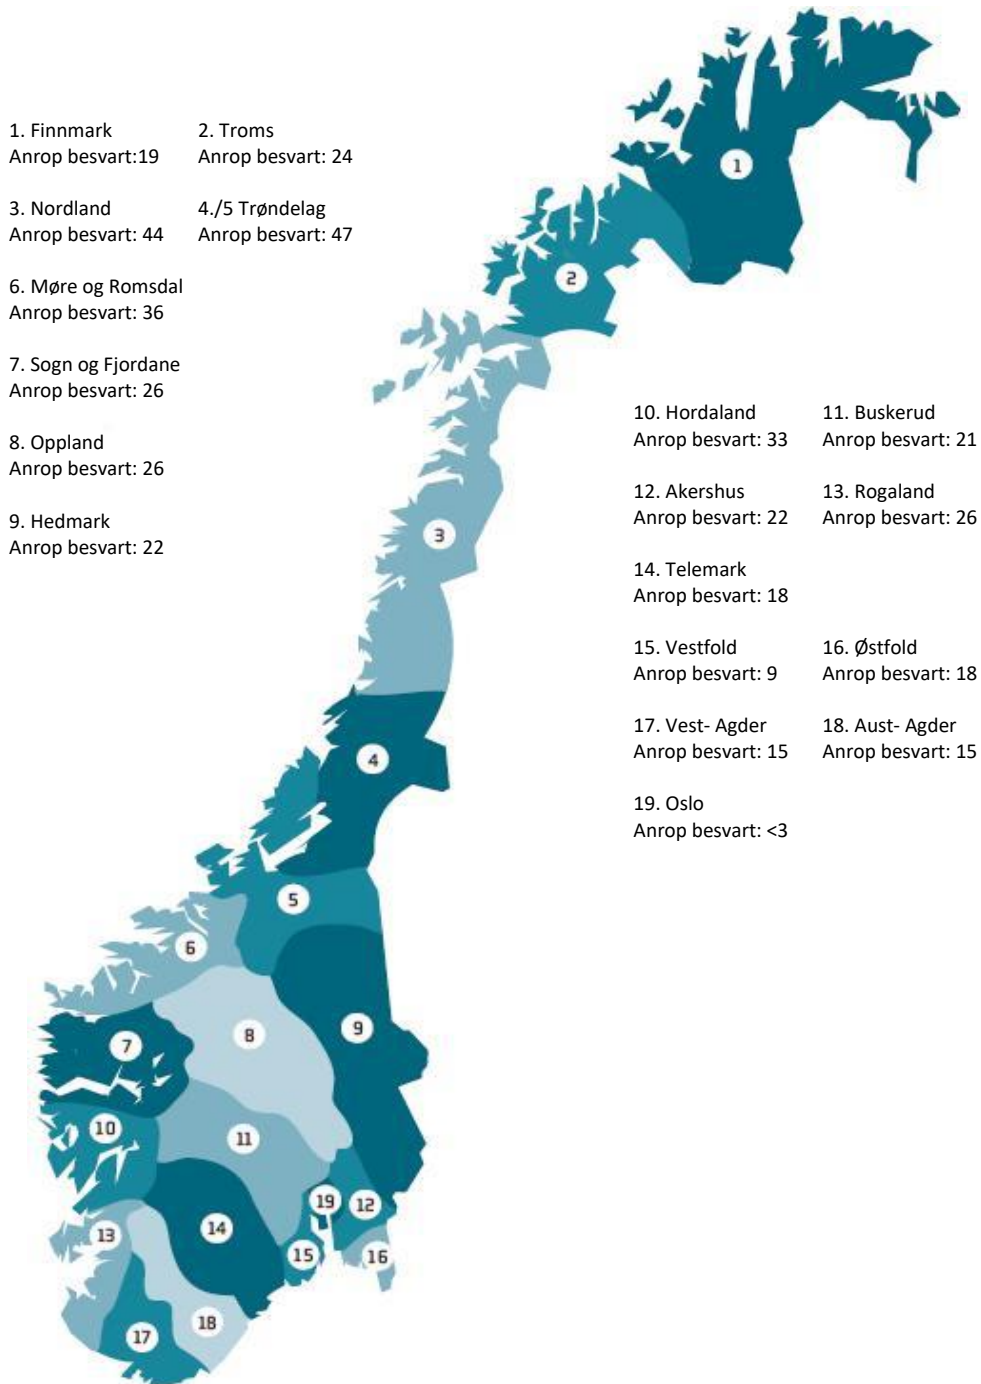 1. Finnmark
Anrop besvart:19
2. Troms
Anrop besvart: 24
3. Nordland
Anrop besvart: 44
4./5 Trøndelag
Anrop besvart: 47
6. Møre og Romsdal
Anrop besvart: 36
7. Sogn og Fjordane
Anrop besvart: 26
8. Oppland
Anrop besvart: 26
9. Hedmark
Anrop besvart: 22
10. Hordaland
Anrop besvart: 33
11. Buskerud
Anrop besvart: 21
12. Akershus
Anrop besvart: 22
13. Rogaland
Anrop besvart: 26
14. Telemark
Anrop besvart: 18
15. Vestfold
Anrop besvart: 9
16. Østfold
Anrop besvart: 18
17. Vest- Agder
Anrop besvart: 15
18. Aust- Agder
Anrop besvart: 15
19. Oslo
Anrop besvart: <3
1
2
3
4
5
6
7
8
9
10
11
12
13
14
15
16
17
18
19